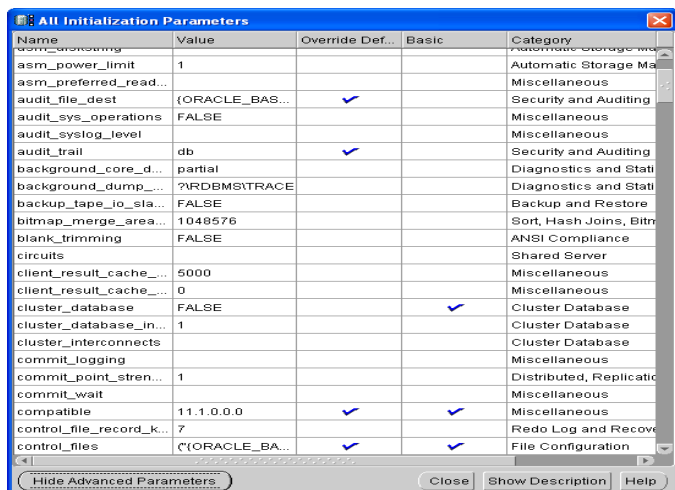 All Initialization Parameters
Name Value Override Def... Basic Category
asm_diskstring Automatic Storage Ma
asm_power_limit 1 Automatic Storage Ma
asm_preferred_read... Miscellaneous
audit_file_dest {ORACLE_BAS... Security and Auditing
audit_sys_operations FALSE Miscellaneous
audit_syslog_level Miscellaneous
audit_trail db Security and Auditing
background_core_d... partial Diagnostics and Stati
background_dump_... ?\RDBMS\TRACE Diagnostics and Stati
backup_tape_io_sla... FALSE Backup and Restore
bitmap_merge_area... 1048576 Sort, Hash Joins, Bitm
blank_trimming FALSE ANSI Compliance
circuits Shared Server
client_result_cache_... 5000 Miscellaneous
client_result_cache_... 0 Miscellaneous
cluster_database FALSE Cluster Database
cluster_database_in... 1 Cluster Database
cluster_interconnects Cluster Database
commit_logging Miscellaneous
commit_point_stren... 1 Distributed, Replicatio
commit_wait Miscellaneous
compatible 11.1.0.0.0 Miscellaneous
control_file_record_k... 7 Redo Log and Recove
control_files ("{ORACLE_BA... File Configuration
Hide Advanced Parameters Close Show Description Help